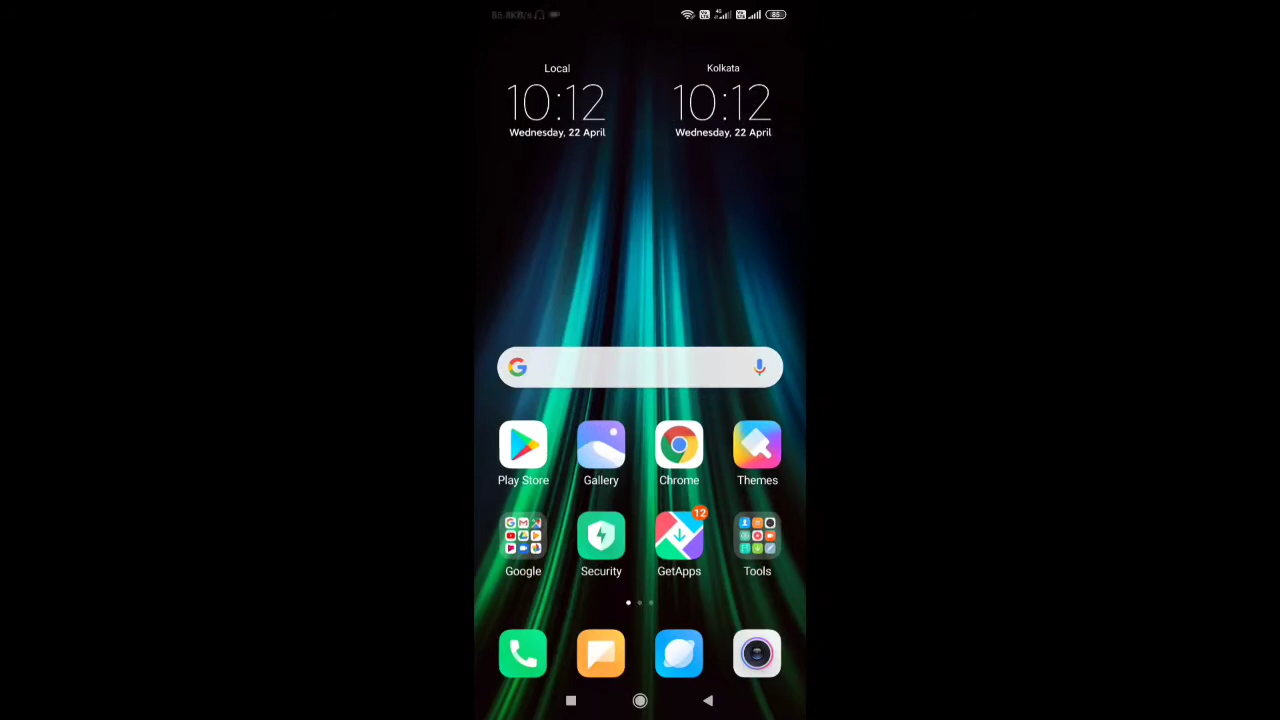 85
Local
Kolkata
10:12
10:12
Wednesday, 22 April
Wednesday, 22 April
Play Store
Gallery
Chrome
Themes
12
Google
Security
GetApps
Tools